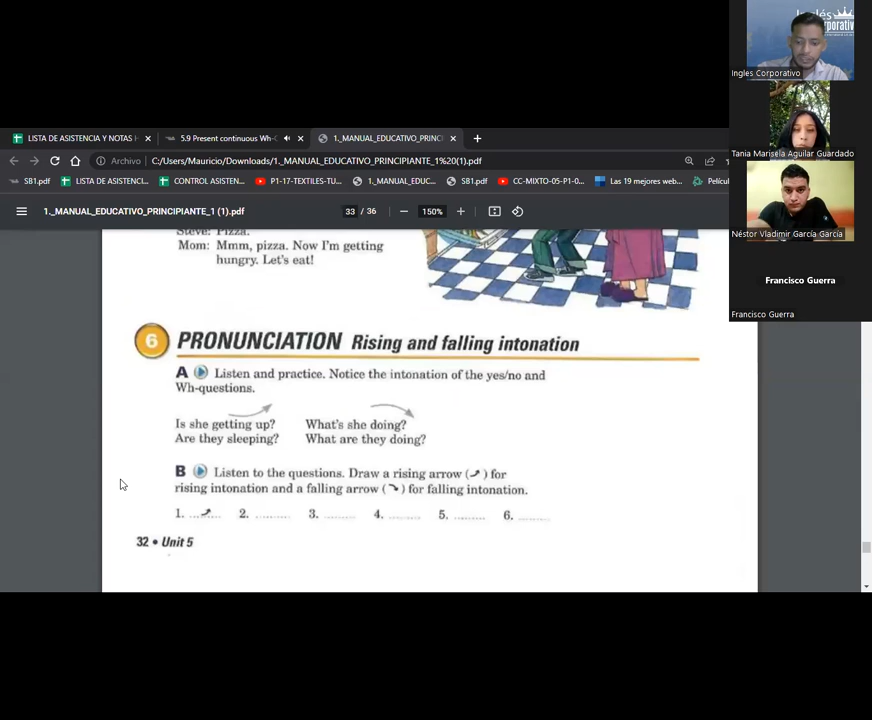 Inglés
corporativo
Ingles Corporativo
LISTA DE ASISTENCIA Y NOTAS
5.9 Present continuous Wh-
1._MANUAL_EDUCATIVO_PRINCI
Archivo
C:/Users/Mauricio/Downloads/1._MANUAL_EDUCATIVO_PRINCIPIANTE_1%20(1).pdf
Tania Marisela Aguilar Guardado
SB1.pdf
LISTA DE ASISTENCI...
CONTROL ASISTEN...
P1-17-TEXTILES-TU...
1._MANUAL_EDUC...
SB1.pdf
CC-MIXTO-05-P1-0...
Las 19 mejores web...
Películ
1._MANUAL_EDUCATIVO_PRINCIPIANTE_1 (1).pdf
33 / 36
150%
Néstor Vladimir García García
Steve: Pizza.
Mom: Mmm, pizza. Now I'm getting
hungry. Let's eat!
Francisco Guerra
Francisco Guerra
6 PRONUNCIATION Rising and falling intonation
A Listen and practice. Notice the intonation of the yes/no and
Wh-questions.
Is she getting up? What's she doing?
Are they sleeping? What are they doing?
B Listen to the questions. Draw a rising arrow ( ) for
rising intonation and a falling arrow ( ) for falling intonation.
1. 2. 3. 4. 5. 6.
32 • Unit 5